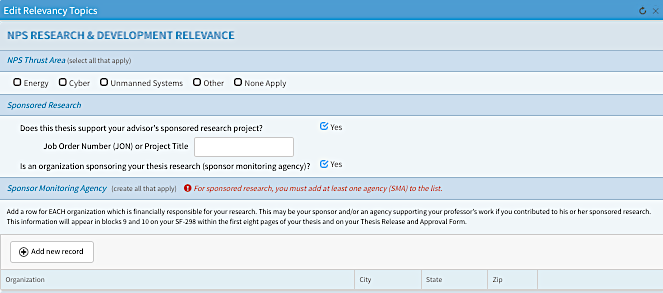 Edit Relevancy Topics
NPS RESEARCH & DEVELOPMENT RELEVANCE
NPS Thrust Area (select all that apply)
Energy Cyber Unmanned Systems Other None Apply
Sponsored Research
Does this thesis support your advisor's sponsored research project? Yes
Job Order Number (JON) or Project Title
Is an organization sponsoring your thesis research (sponsor monitoring agency)? Yes
Sponsor Monitoring Agency (create all that apply) For sponsored research, you must add at least one agency (SMA) to the list.
Add a row for EACH organization which is financially responsible for your research. This may be your sponsor and/or an agency supporting your professor's work if you contributed to his or her sponsored research.
This information will appear in blocks 9 and 10 on your SF-298 within the first eight pages of your thesis and on your Thesis Release and Approval Form.
Add new record
Organization City State Zip